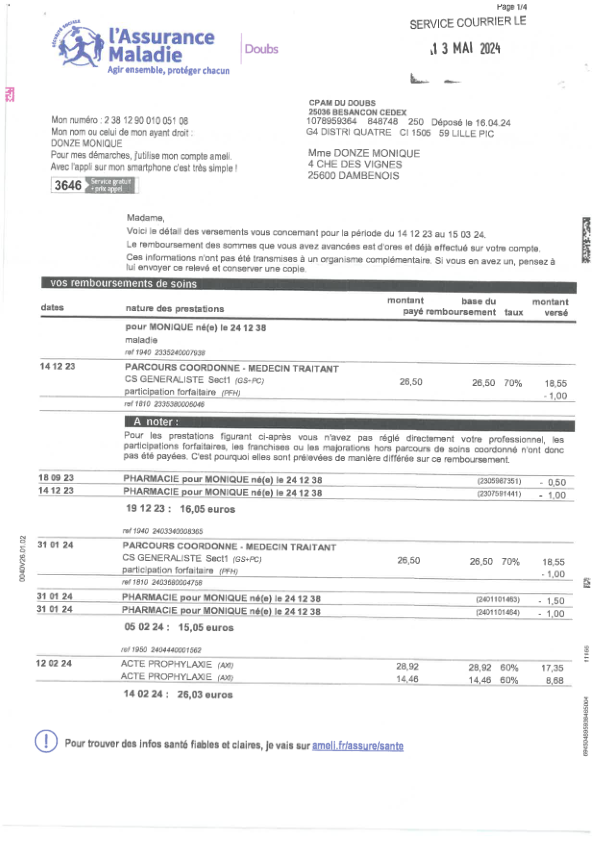 Page 1/4
SERVICE COURRIER LE
13 MAI 2024
SÉCURITÉ SOCIALE
l'Assurance
Maladie
Agir ensemble, protéger chacun
Doubs
CPAM DU DOUBS
25036 BESANCON CEDEX
1078959364 848748 250 Déposé le 16.04.24
G4 DISTRI QUATRE CI 1505 59 LILLE PIC
Mon numéro : 2 38 12 90 010 051 08
Mon nom ou celui de mon ayant droit :
DONZE MONIQUE
Pour mes démarches, j'utilise mon compte ameli.
Avec l'appli sur mon smartphone c'est très simple !
3646 Service gratuit + prix appel
Mme DONZE MONIQUE
4 CHE DES VIGNES
25600 DAMBENOIS
Madame,
Voici le détail des versements vous concernant pour la période du 14 12 23 au 15 03 24.
Le remboursement des sommes que vous avez avancées est d'ores et déjà effectué sur votre compte.
Ces informations n'ont pas été transmises à un organisme complémentaire. Si vous en avez un, pensez à
lui envoyer ce relevé et conserver une copie.
vos remboursements de soins
dates nature des prestations montant payé base du remboursement taux montant versé
pour MONIQUE né(e) le 24 12 38
maladie
ref 1940 2335240007938
14 12 23 PARCOURS COORDONNE - MEDECIN TRAITANT
CS GENERALISTE Sect1 (GS+PC) 26,50 26,50 70% 18,55
participation forfaitaire (PFH) - 1,00
ref 1810 2335380006046
A noter :
Pour les prestations figurant ci-après vous n'avez pas réglé directement votre professionnel, les
participations forfaitaires, les franchises ou les majorations hors parcours de soins coordonné n'ont donc
pas été payées. C'est pourquoi elles sont prélevées de manière différée sur ce remboursement.
18 09 23 PHARMACIE pour MONIQUE né(e) le 24 12 38 (2305987351) - 0,50
14 12 23 PHARMACIE pour MONIQUE né(e) le 24 12 38 (2307591441) - 1,00
19 12 23 : 16,05 euros
ref 1940 2403340008365
31 01 24 PARCOURS COORDONNE - MEDECIN TRAITANT
CS GENERALISTE Sect1 (GS+PC) 26,50 26,50 70% 18,55
participation forfaitaire (PFH) - 1,00
ref 1810 2403680004758
31 01 24 PHARMACIE pour MONIQUE né(e) le 24 12 38 (2401101463) - 1,50
31 01 24 PHARMACIE pour MONIQUE né(e) le 24 12 38 (2401101464) - 1,00
05 02 24 : 15,05 euros
ref 1950 2404440001562
12 02 24 ACTE PROPHYLAXIE (AXI) 28,92 28,92 60% 17,35
ACTE PROPHYLAXIE (AXI) 14,46 14,46 60% 8,68
14 02 24 : 26,03 euros
Pour trouver des infos santé fiables et claires, je vais sur ameli.fr/assure/sante